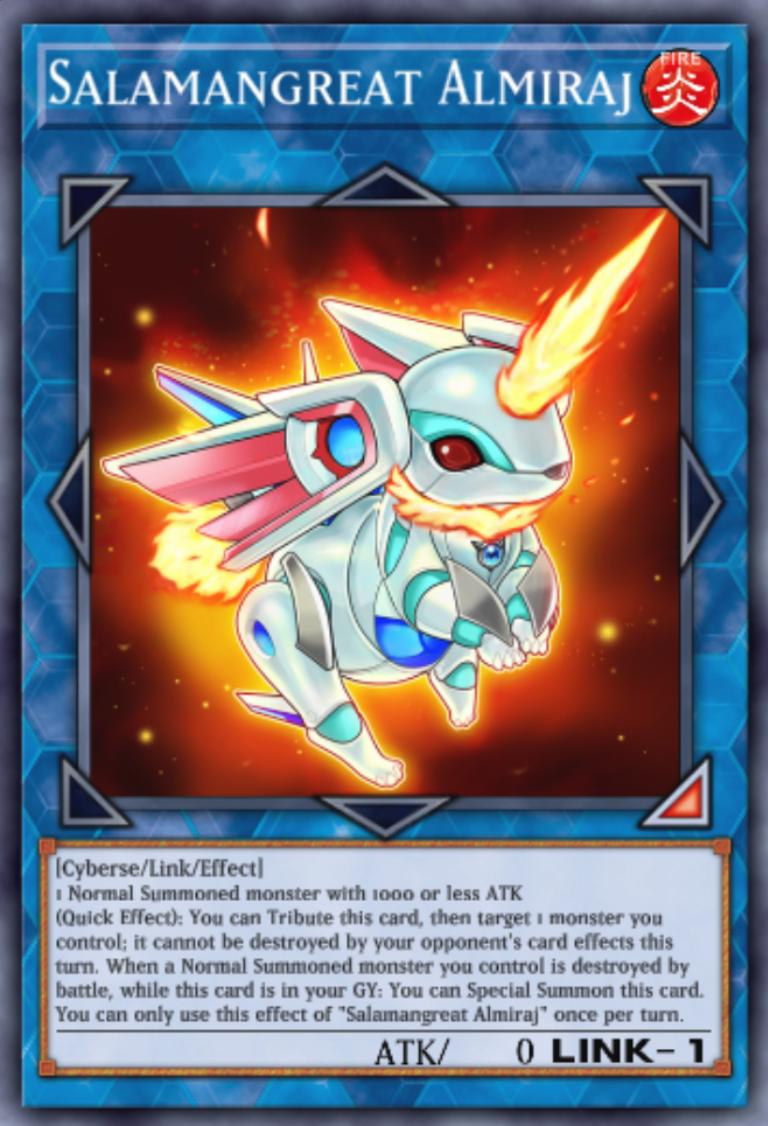 SALAMANGREAT ALMIRAJ
FIRE
炎
[Cyberse/Link/Effect]
1 Normal Summoned monster with 1000 or less ATK
(Quick Effect): You can Tribute this card, then target 1 monster you
control; it cannot be destroyed by your opponent's card effects this
turn. When a Normal Summoned monster you control is destroyed by
battle, while this card is in your GY: You can Special Summon this card.
You can only use this effect of "Salamangreat Almiraj" once per turn.
ATK/ 0 LINK-1